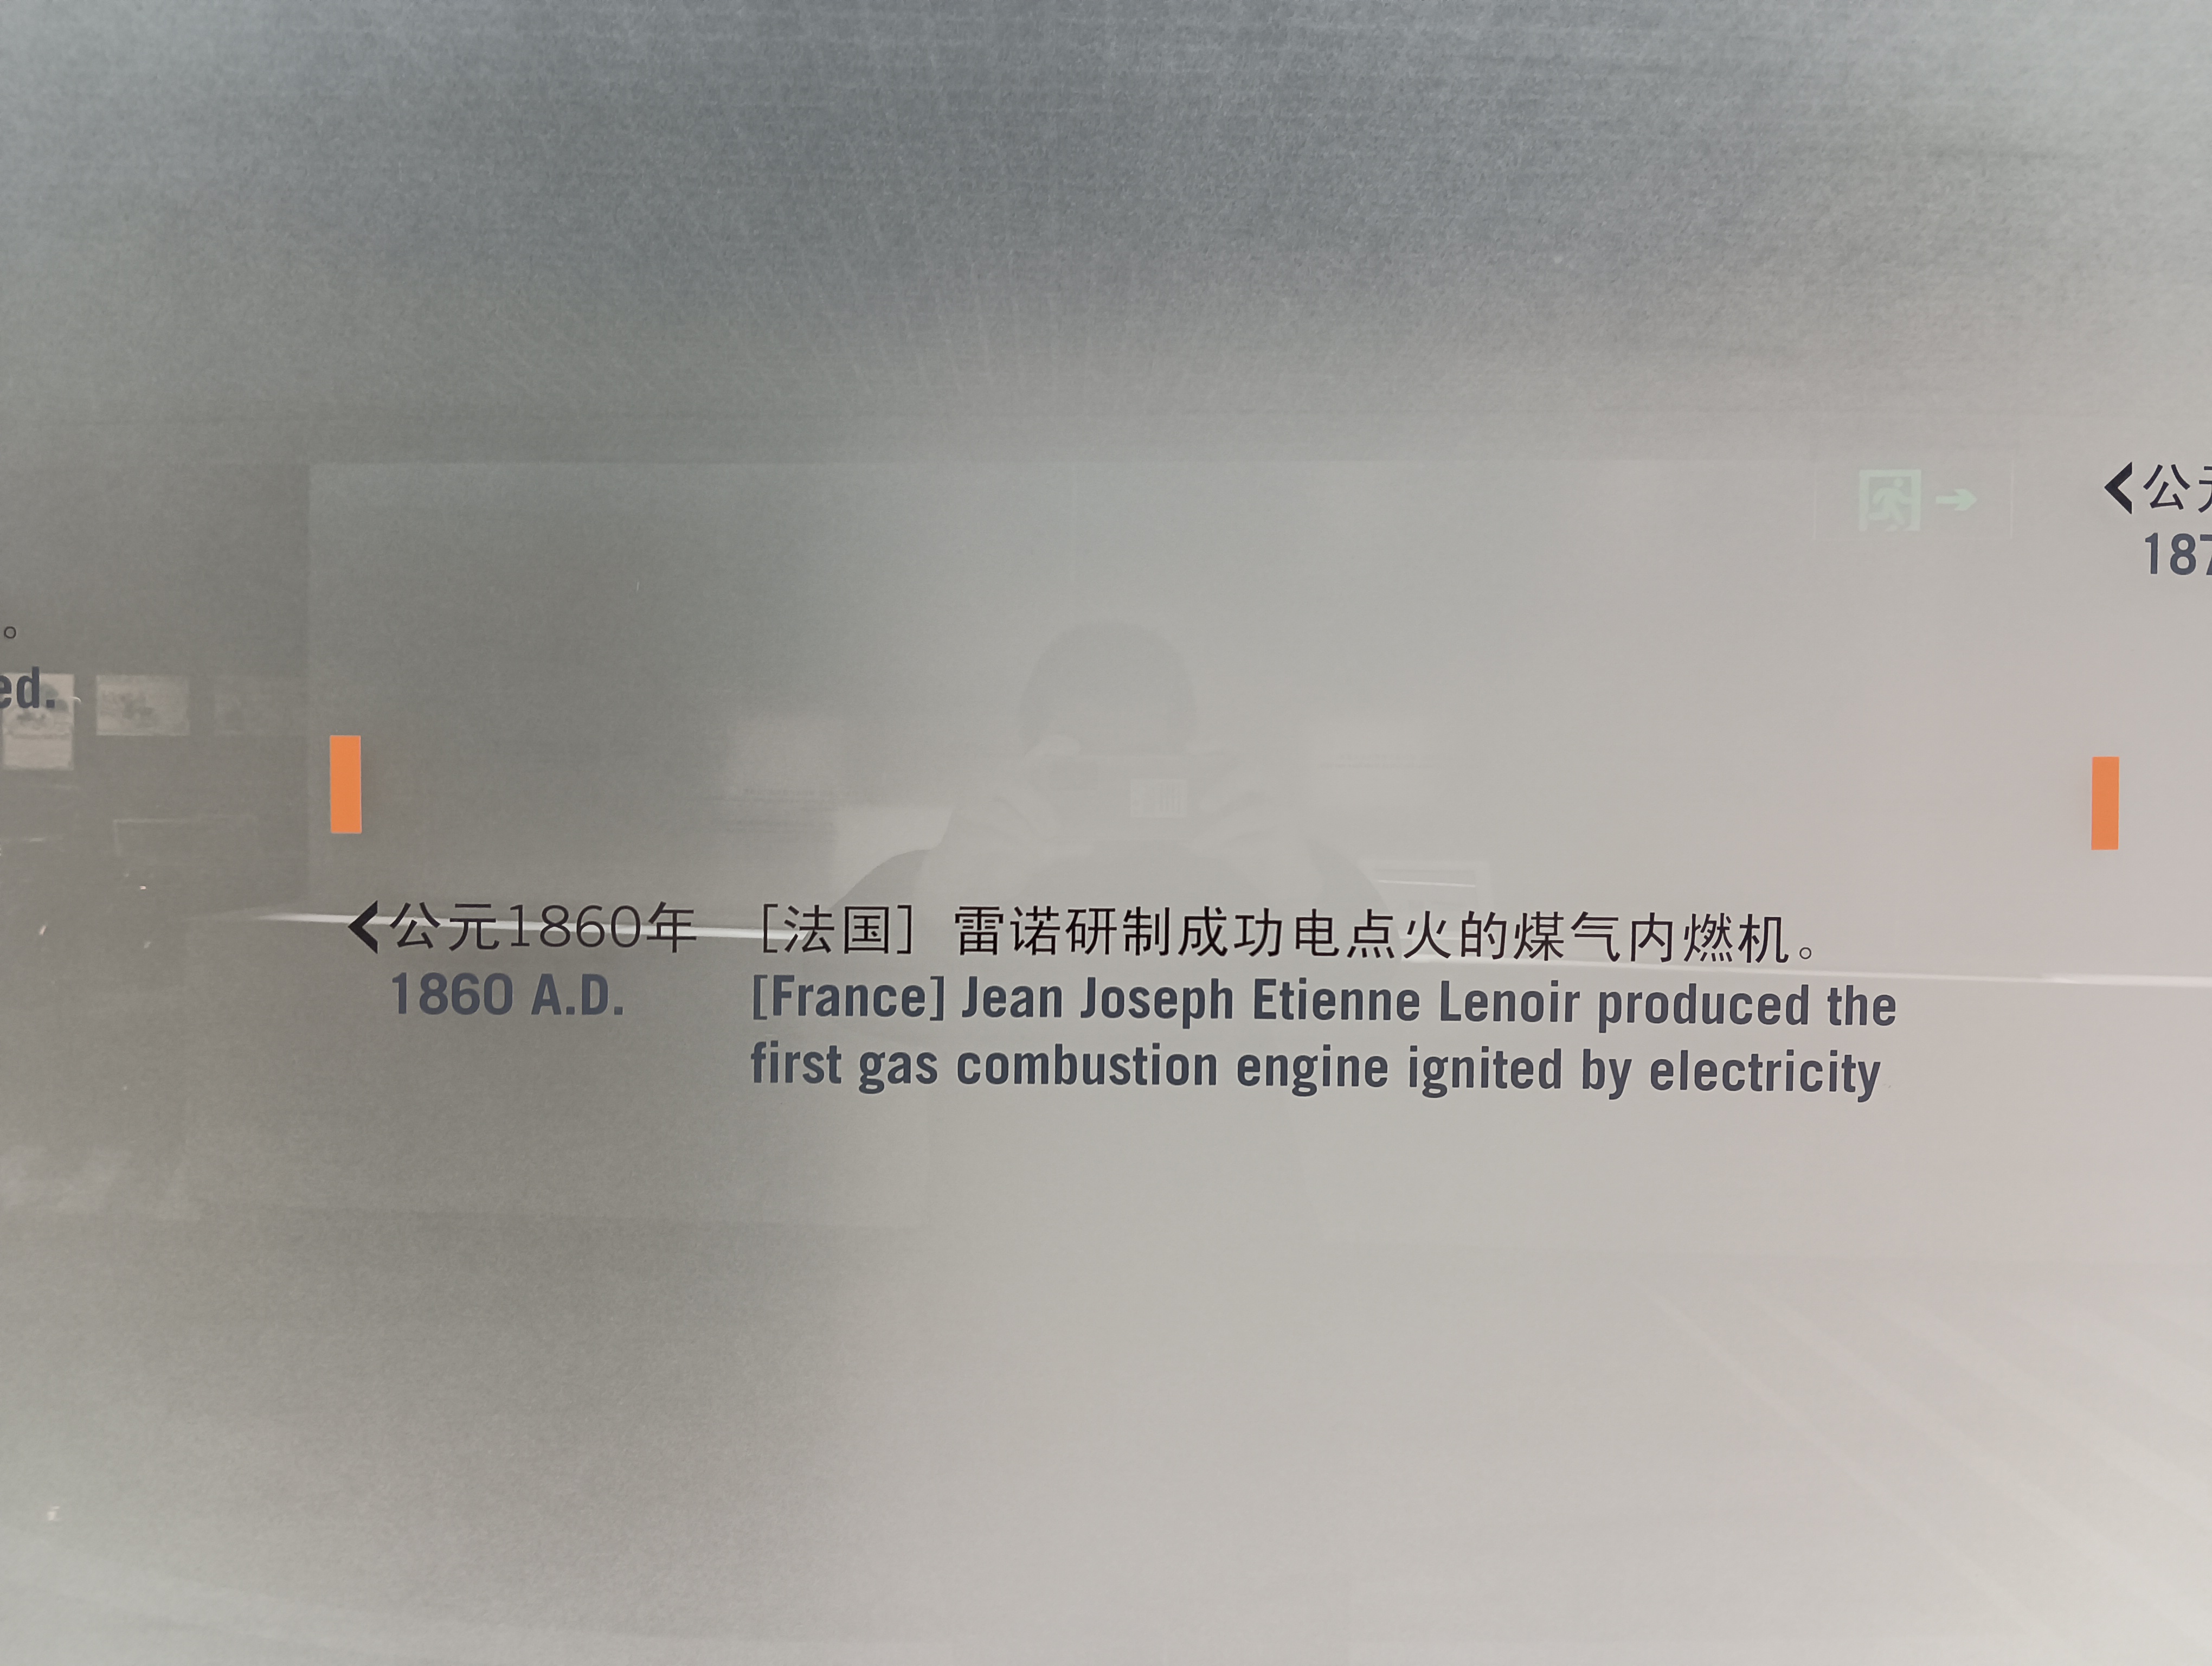 公元1860年 [法国] 雷诺研制成功电点火的煤气内燃机。
1860 A.D. [France] Jean Joseph Etienne Lenoir produced the
first gas combustion engine ignited by electricity